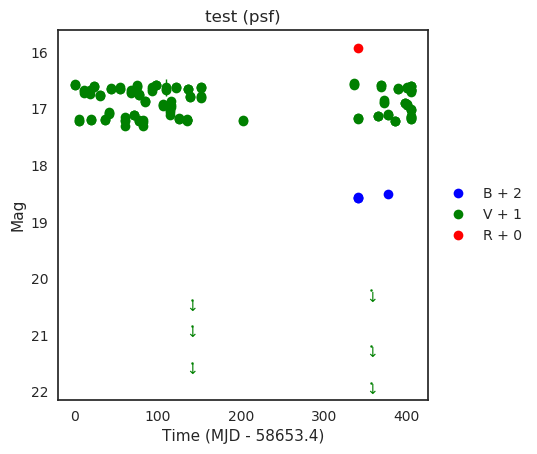 test (psf)
Mag
16
17
18
19
20
21
22
0
100
200
300
400
Time (MJD - 58653.4)
B + 2
V + 1
R + 0